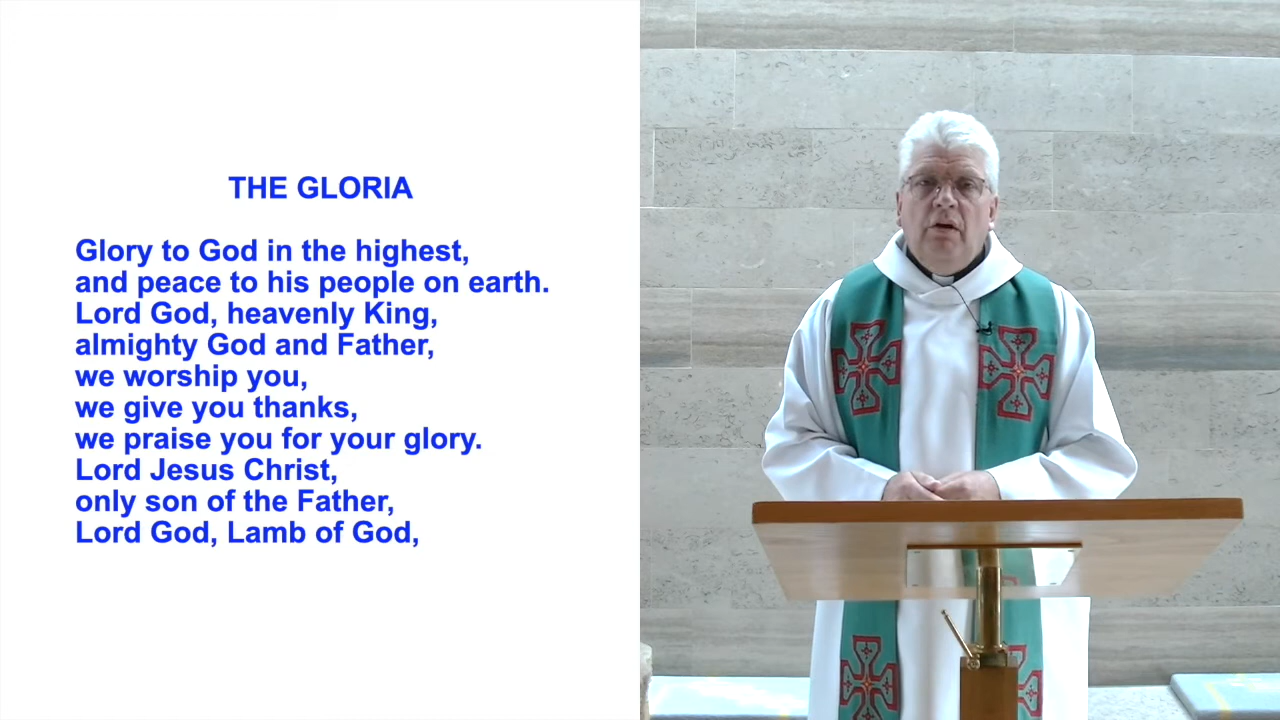 THE GLORIA
Glory to God in the highest,
and peace to his people on earth.
Lord God, heavenly King,
almighty God and Father,
we worship you,
we give you thanks,
we praise you for your glory.
Lord Jesus Christ,
only son of the Father,
Lord God, Lamb of God,